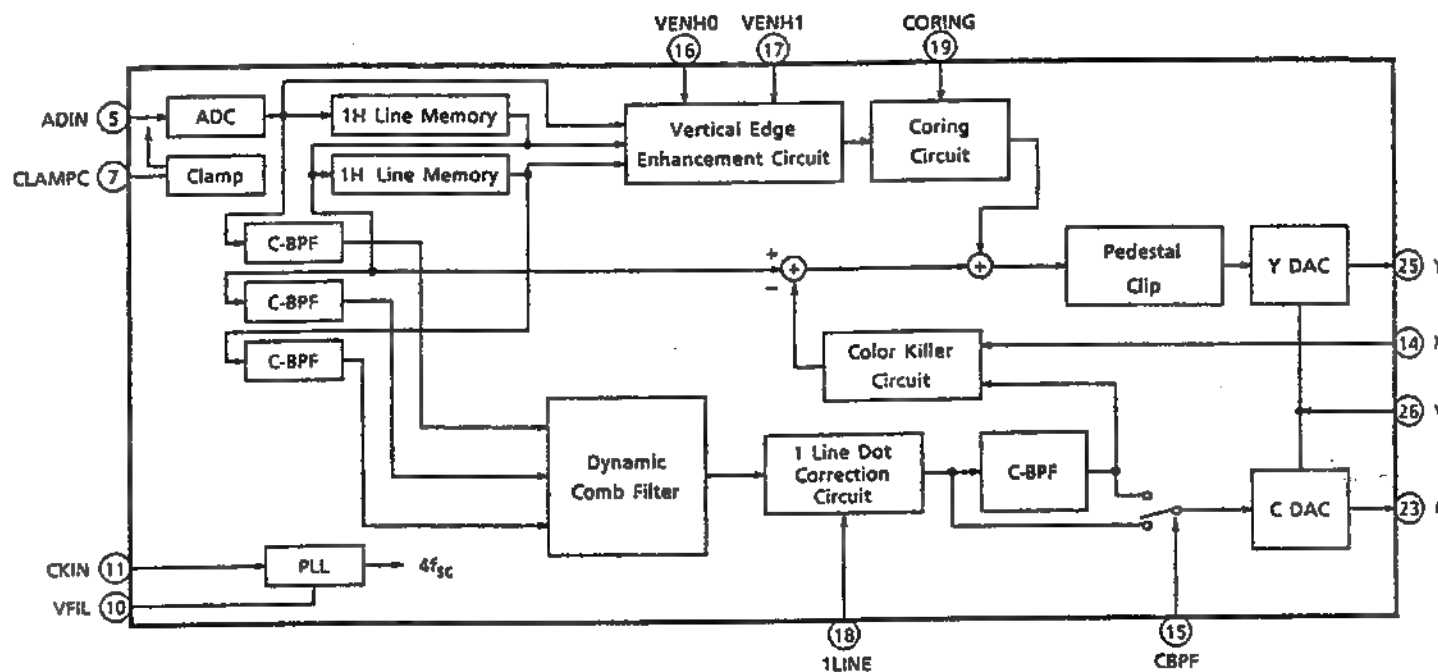 VENH0 VENH1 CORING
16 17 19
ADIN 5 ADC 1H Line Memory
Vertical Edge
Enhancement Circuit
Coring
Circuit
CLAMPC 7 Clamp 1H Line Memory
C-BPF
C-BPF
C-BPF
+
−
+
+
Pedestal
Clip
Y DAC
25
Color Killer
Circuit
14
26
Dynamic
Comb Filter
1 Line Dot
Correction
Circuit
C-BPF
C DAC
23
CKIN 11 PLL 4fSC
VFIL 10
18
1LINE
15
CBPF